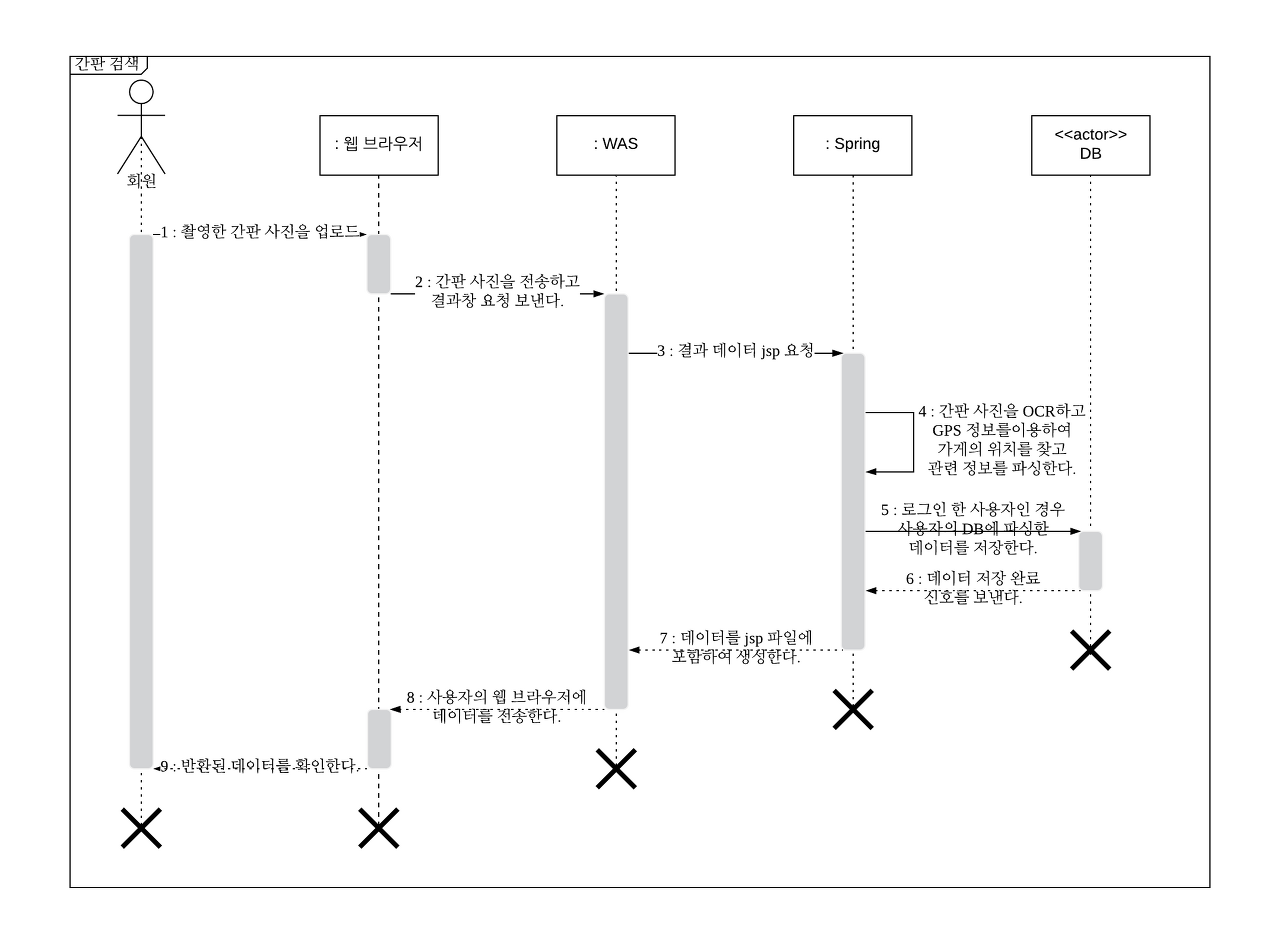 간판 검색
회원
: 웹 브라우저
: WAS
: Spring
<<actor>>
DB
1 : 촬영한 간판 사진을 업로드
2 : 간판 사진을 전송하고
결과창 요청 보낸다.
3 : 결과 데이터 jsp 요청
4 : 간판 사진을 OCR하고
GPS 정보를이용하여
가게의 위치를 찾고
관련 정보를 파싱한다.
5 : 로그인 한 사용자인 경우
사용자의 DB에 파싱한
데이터를 저장한다.
6 : 데이터 저장 완료
신호를 보낸다.
7 : 데이터를 jsp 파일에
포함하여 생성한다.
8 : 사용자의 웹 브라우저에
데이터를 전송한다.
9 : 반환된 데이터를 확인한다.